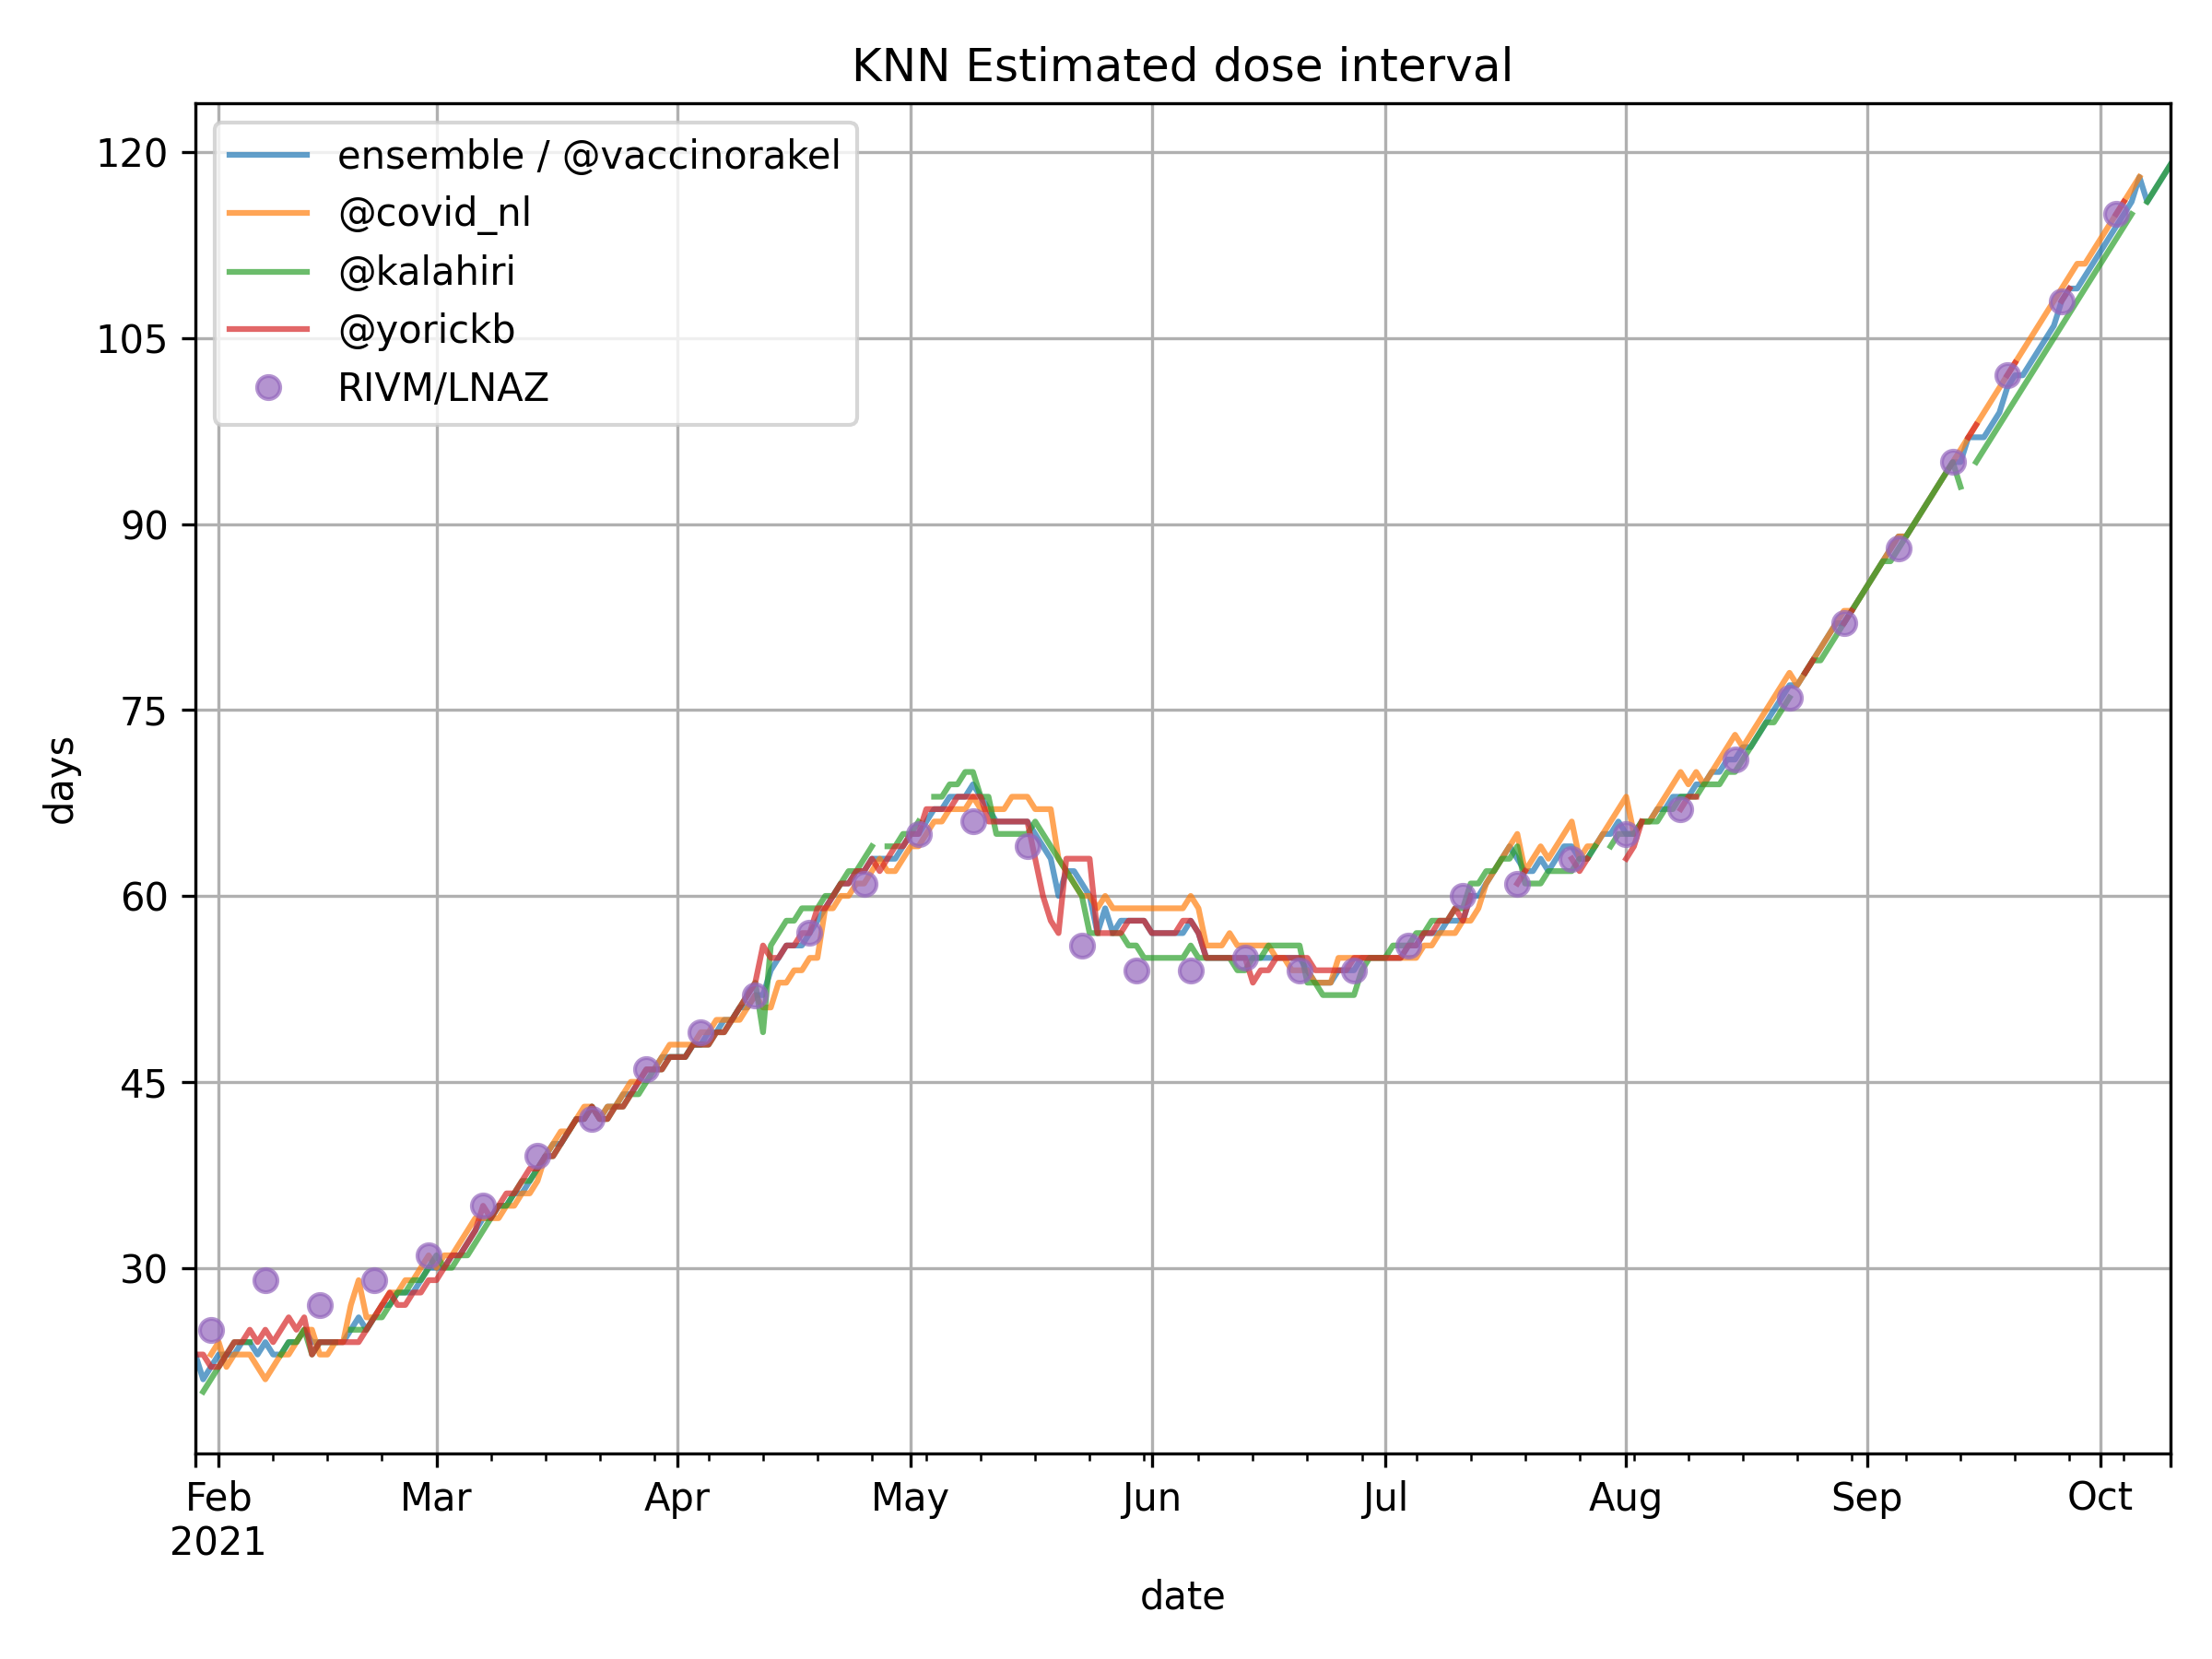 KNN Estimated dose interval
ensemble / @vaccinorakel
@covid_nl
@kalahiri
@yorickb
RIVM/LNAZ
120
105
90
75
60
45
30
days
Feb Mar Apr May Jun Jul Aug Sep Oct
2021
date